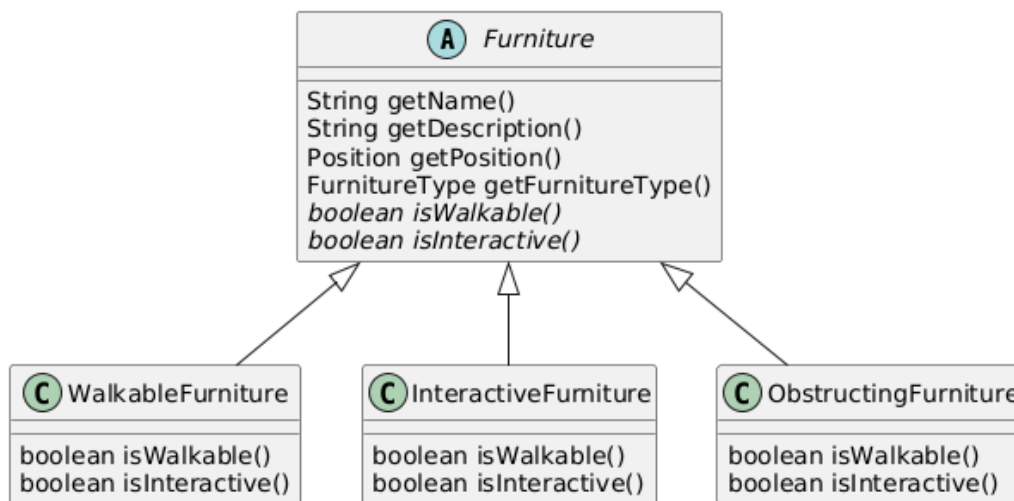 A Furniture
String getName()
String getDescription()
Position getPosition()
FurnitureType getFurnitureType()
boolean isWalkable()
boolean isInteractive()
C WalkableFurniture
boolean isWalkable()
boolean isInteractive()
C InteractiveFurniture
boolean isWalkable()
boolean isInteractive()
C ObstructingFurniture
boolean isWalkable()
boolean isInteractive()